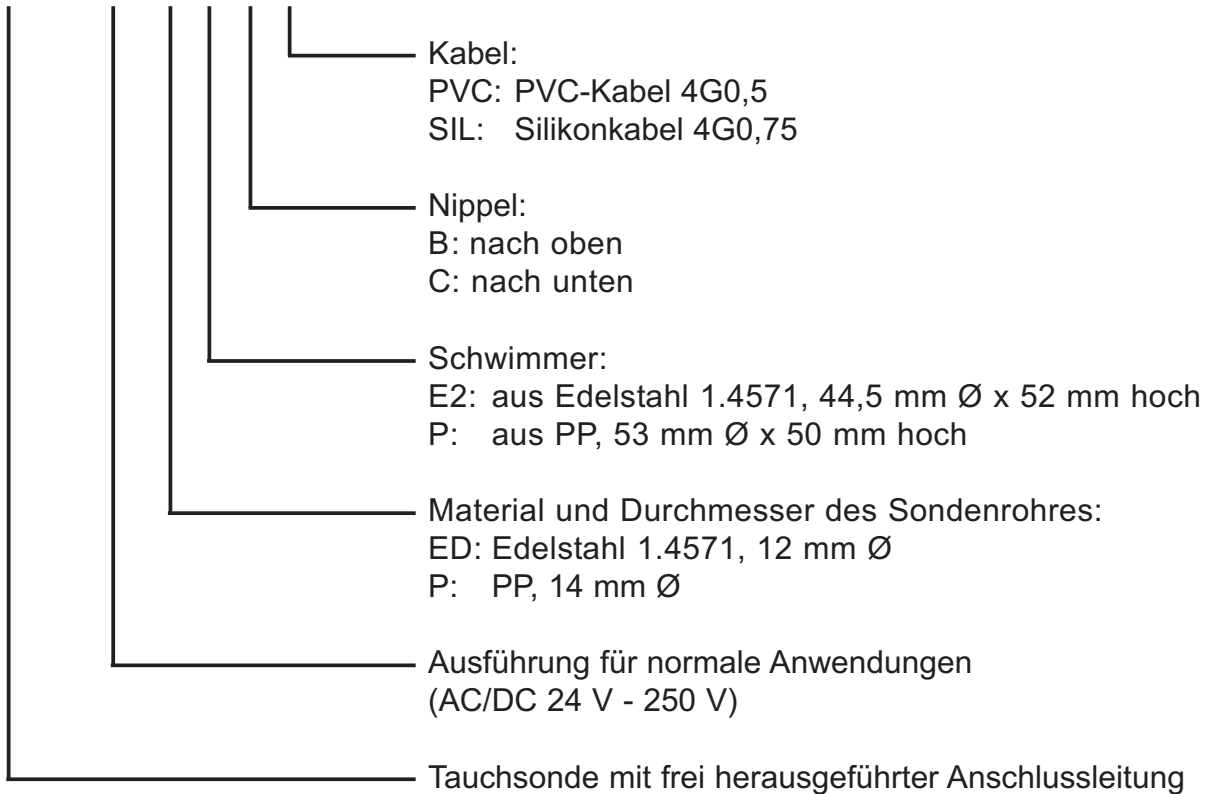 Kabel:
PVC: PVC-Kabel 4G0,5
SIL: Silikonkabel 4G0,75
Nippel:
B: nach oben
C: nach unten
Schwimmer:
E2: aus Edelstahl 1.4571, 44,5 mm Ø x 52 mm hoch
P: aus PP, 53 mm Ø x 50 mm hoch
Material und Durchmesser des Sondenrohres:
ED: Edelstahl 1.4571, 12 mm Ø
P: PP, 14 mm Ø
Ausführung für normale Anwendungen
(AC/DC 24 V - 250 V)
Tauchsonde mit frei herausgeführter Anschlussleitung